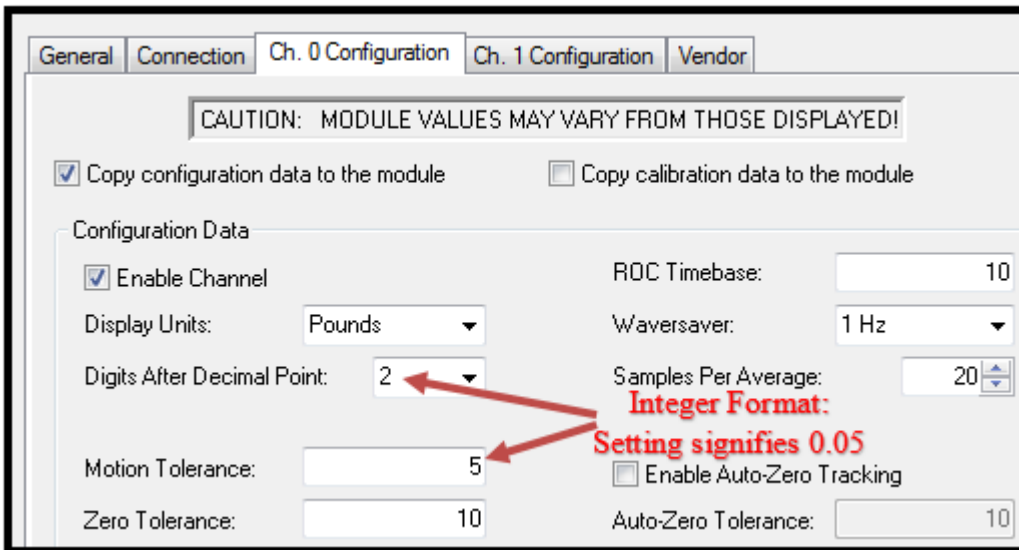 General Connection Ch. 0 Configuration Ch. 1 Configuration Vendor
CAUTION: MODULE VALUES MAY VARY FROM THOSE DISPLAYED!
Copy configuration data to the module Copy calibration data to the module
Configuration Data
Enable Channel ROC Timebase: 10
Display Units: Pounds Waversaver: 1 Hz
Digits After Decimal Point: 2 Samples Per Average: 20
Integer Format:
Setting signifies 0.05
Motion Tolerance: 5 Enable Auto-Zero Tracking
Zero Tolerance: 10 Auto-Zero Tolerance: 10